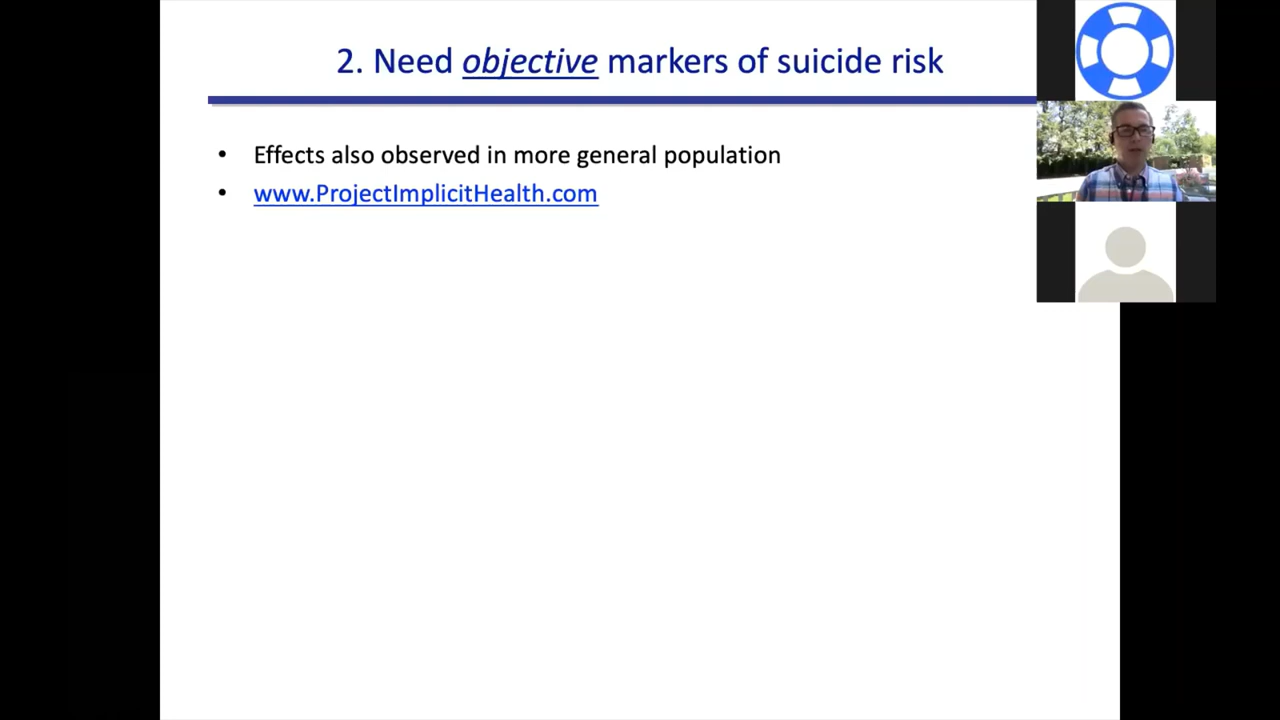 2. Need objective markers of suicide risk
• Effects also observed in more general population
• www.ProjectImplicitHealth.com